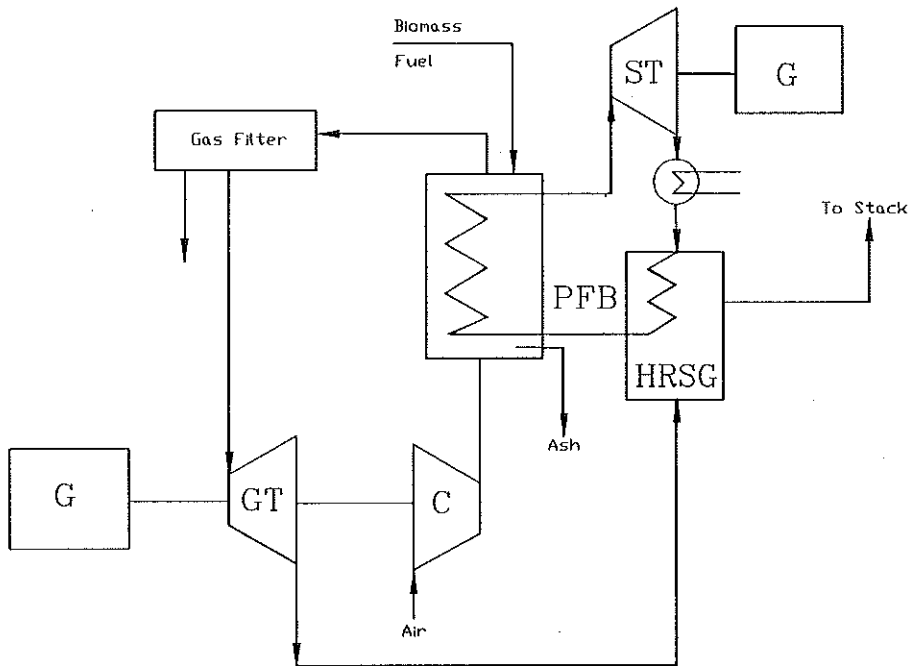 Biomass
Fuel
ST
G
Gas Filter
To Stack
PFB
HRSG
Ash
G
GT
C
Air